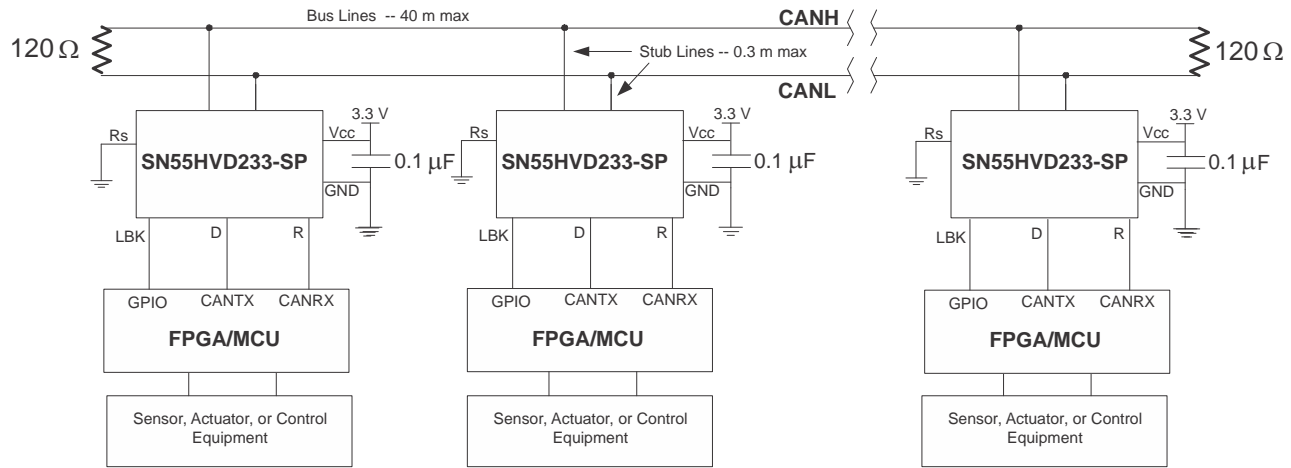 Bus Lines -- 40 m max
CANH
120 Ω
Stub Lines -- 0.3 m max
120 Ω
CANL
3.3 V
Rs
Vcc
SN55HVD233-SP
0.1 μF
GND
LBK
D
R
GPIO
CANTX
CANRX
FPGA/MCU
Sensor, Actuator, or Control
Equipment
3.3 V
Rs
Vcc
SN55HVD233-SP
0.1 μF
GND
LBK
D
R
GPIO
CANTX
CANRX
FPGA/MCU
Sensor, Actuator, or Control
Equipment
3.3 V
Rs
Vcc
SN55HVD233-SP
0.1 μF
GND
LBK
D
R
GPIO
CANTX
CANRX
FPGA/MCU
Sensor, Actuator, or Control
Equipment